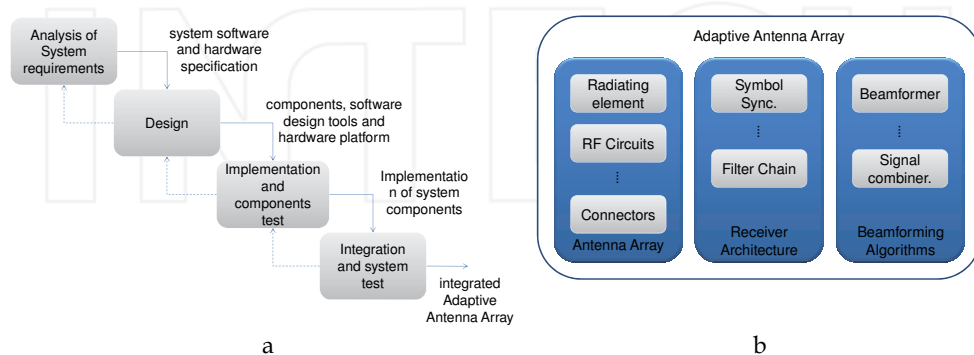 Analysis of
System
requirements
system software
and hardware
specification
Design
components, software
design tools and
hardware platform
Implementation
and
components
test
Implementatio
n of system
components
Integration
and system
test
integrated
Adaptive
Antenna Array
a
Adaptive Antenna Array
Radiating
element
RF Circuits
...
Connectors
Antenna Array
Symbol
Sync.
...
Filter Chain
Receiver
Architecture
Beamformer
...
Signal
combiner.
Beamforming
Algorithms
b